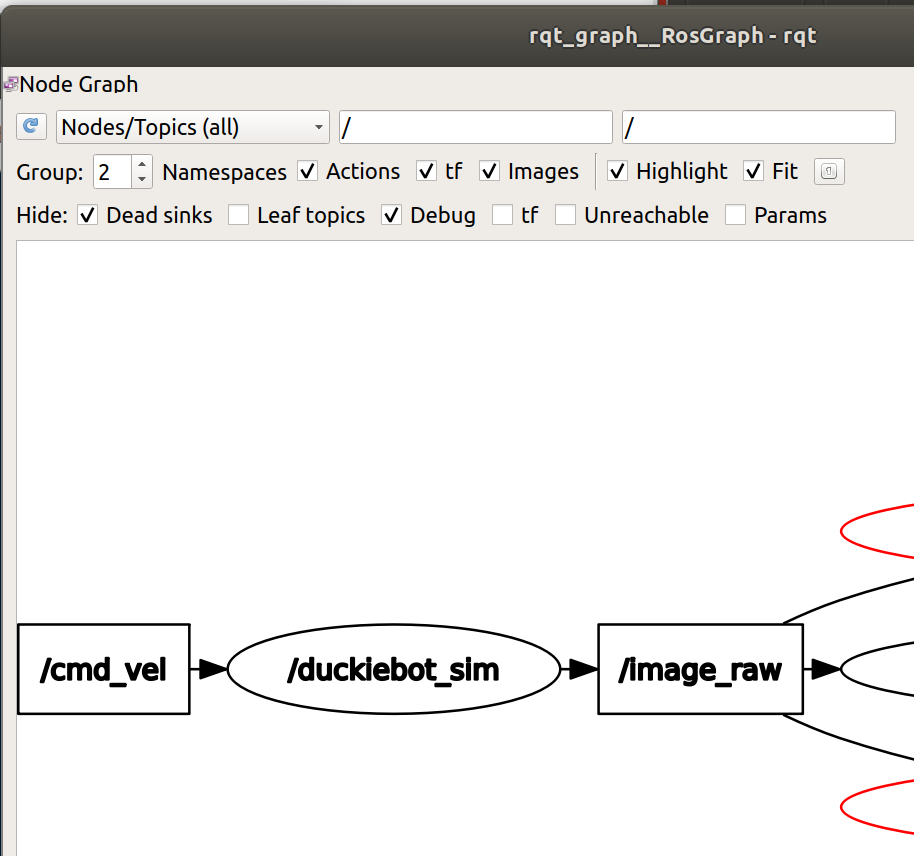 rqt_graph__RosGraph - rqt
Node Graph
Nodes/Topics (all) / /
Group: 2 Namespaces Actions tf Images Highlight Fit
Hide: Dead sinks Leaf topics Debug tf Unreachable Params
/cmd_vel /duckiebot_sim /image_raw